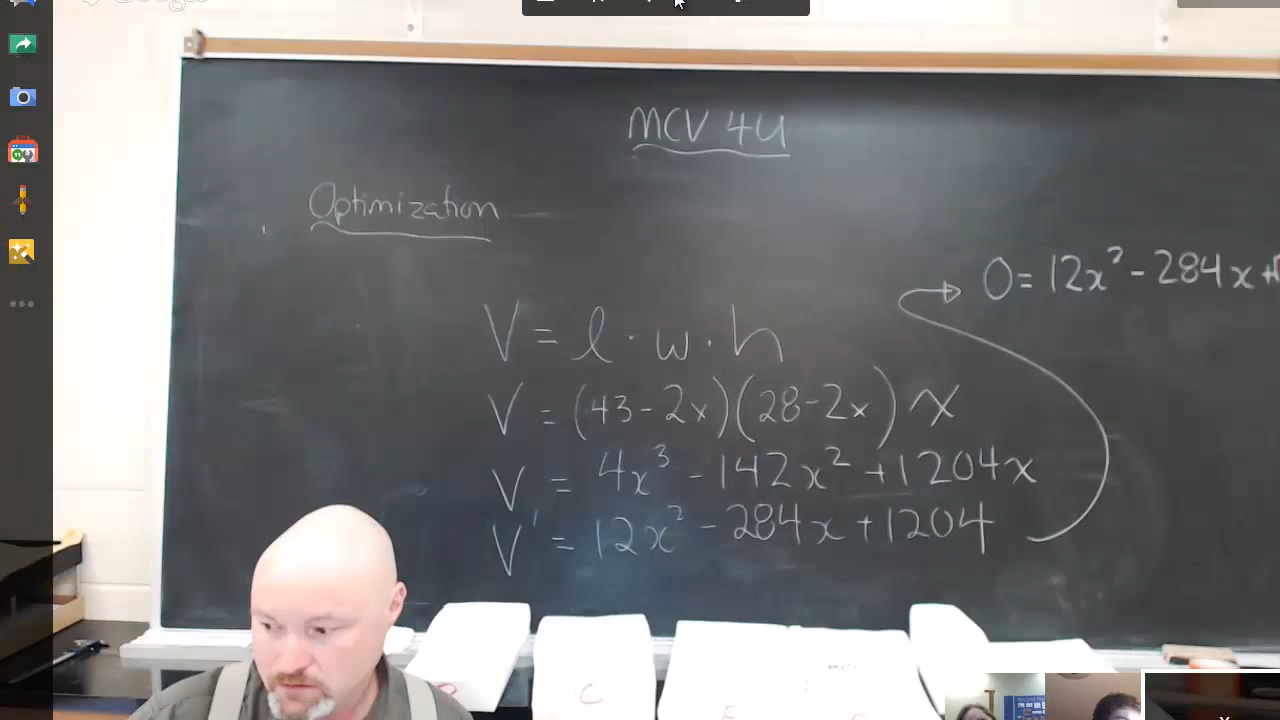 MCV 4U
Optimization
0 = 12x² - 284x +
V = l · w · h
V = (43 - 2x)(28 - 2x) x
V = 4x³ - 142x² + 1204x
V' = 12x² - 284x + 1204
C